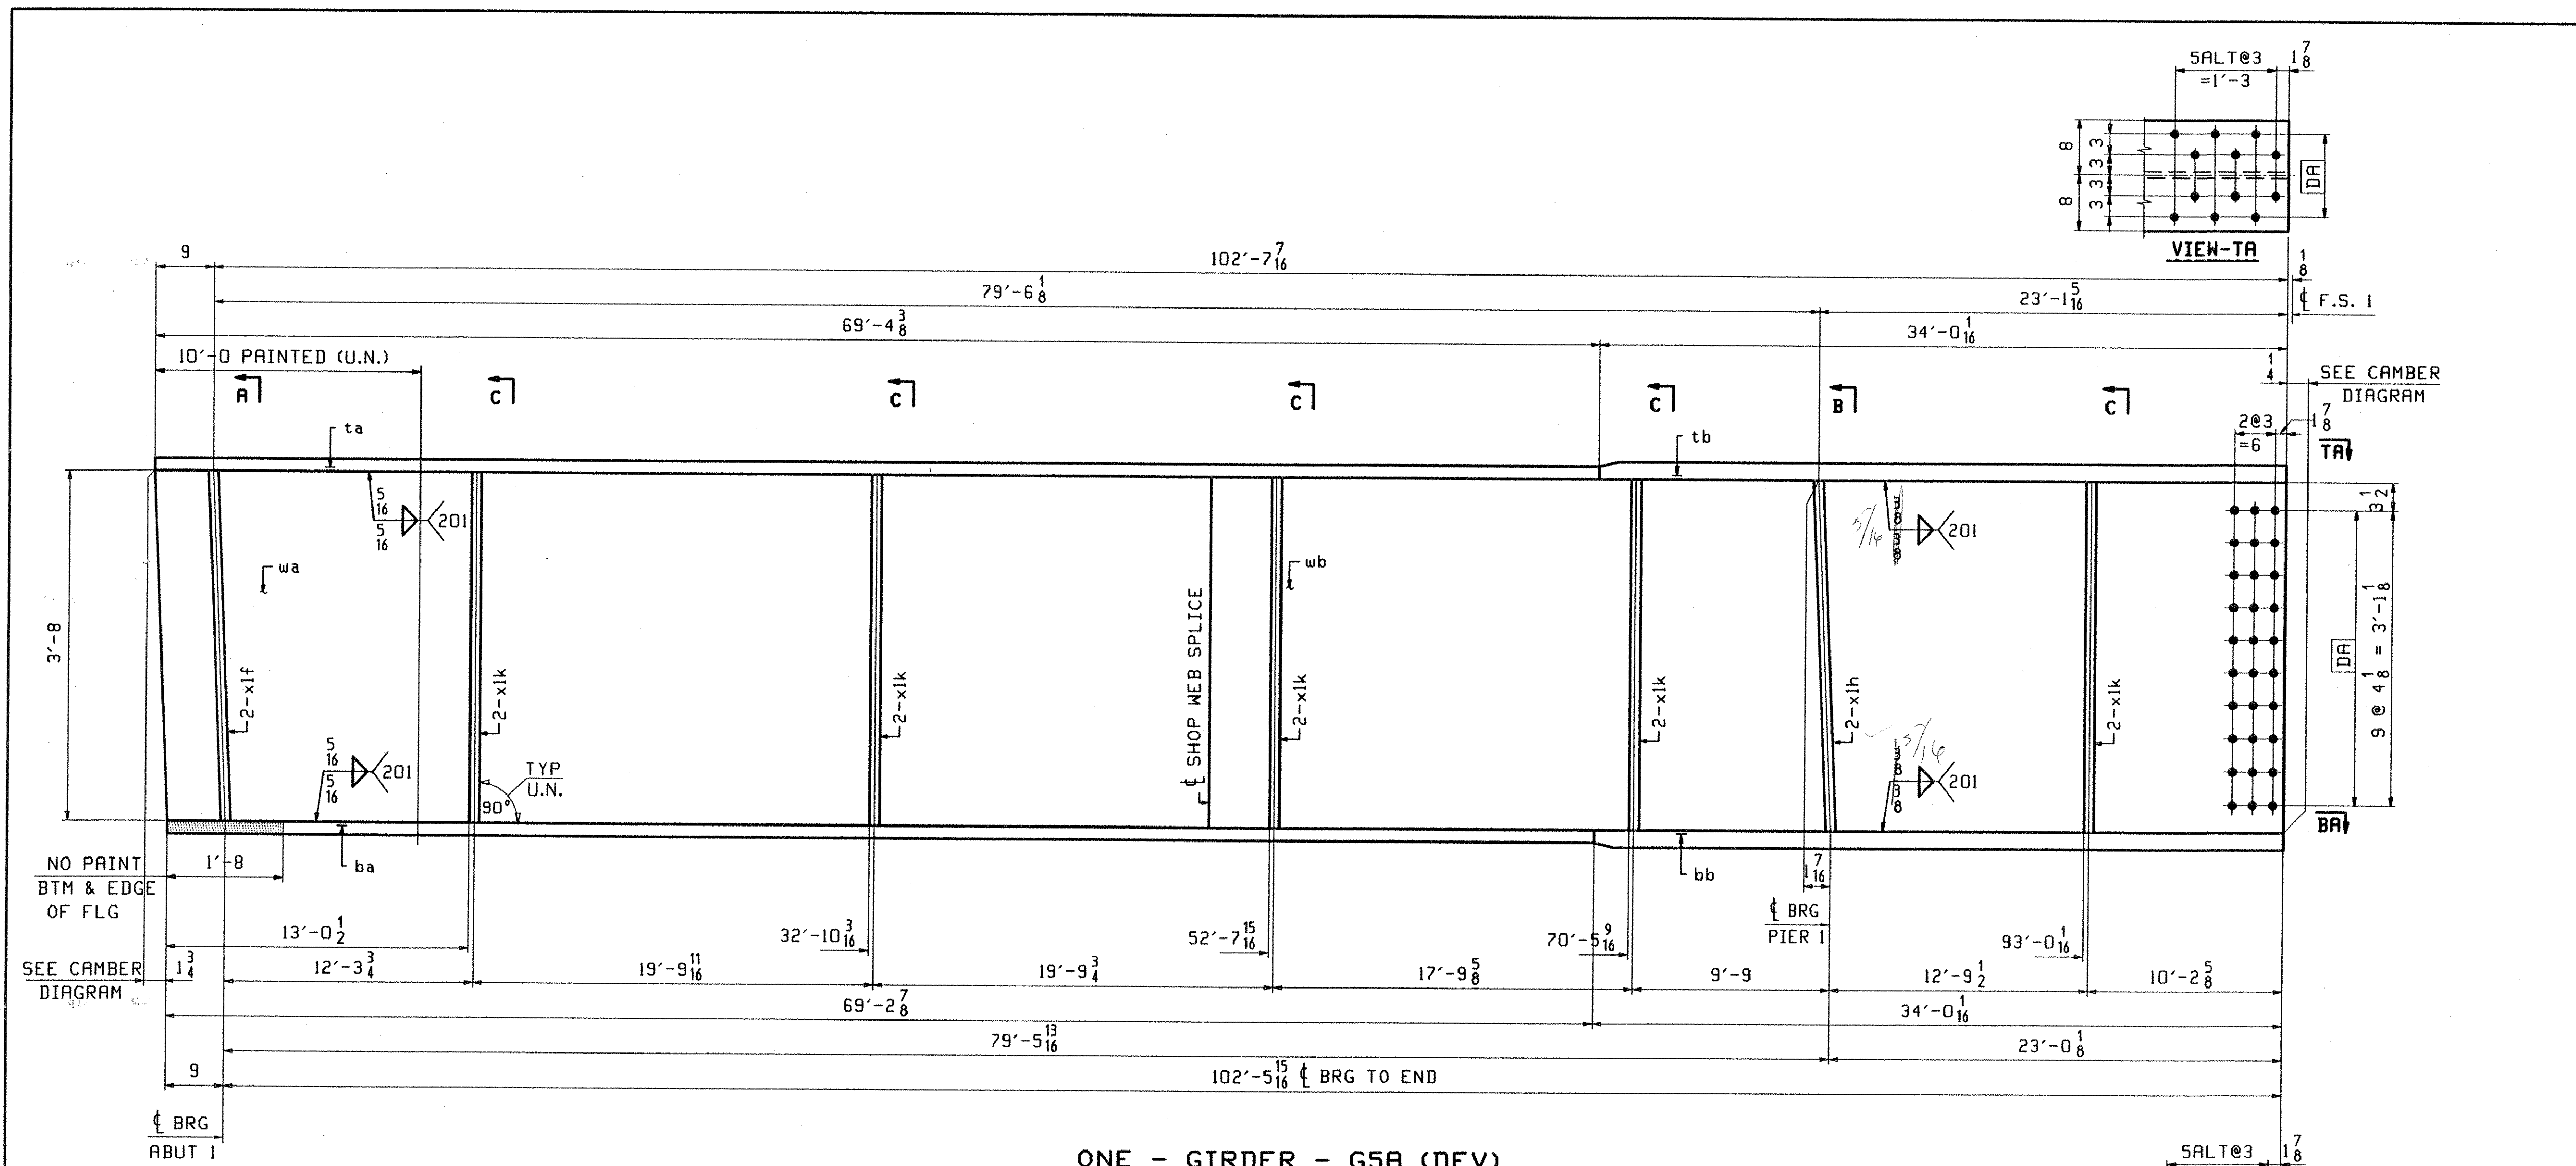 5ALT@3
=1'-3
1 7/8
8
8
3
3
3
3
DA
VIEW-TA
9
102'-7 7/16
1/8
79'-6 1/8
23'-1 5/16
℄ F.S. 1
69'-4 3/8
34'-0 1/16
10'-0 PAINTED (U.N.)
1/4
SEE CAMBER
DIAGRAM
A
C
C
C
C
B
C
2@3
=6
1 7/8
TA
ta
tb
5/16
5/16
201
3/8
3/8
5/16
201
3 1/2
wa
wb
3'-8
℄ SHOP WEB SPLICE
2-x1f
2-x1k
2-x1k
2-x1k
2-x1k
2-x1h
2-x1k
DA
9 @ 4 1/8 = 3'-1 1/8
5/16
5/16
201
TYP
U.N.
90°
5/16
3/8
3/8
201
BA
NO PAINT
BTM & EDGE
OF FLG
1'-8
ba
bb
1 7/16
℄ BRG
PIER 1
13'-0 1/2
32'-10 3/16
52'-7 15/16
70'-5 9/16
93'-0 1/16
SEE CAMBER
DIAGRAM
1 3/4
12'-3 3/4
19'-9 11/16
19'-9 3/4
17'-9 5/8
9'-9
12'-9 1/2
10'-2 5/8
69'-2 7/8
34'-0 1/16
79'-5 13/16
23'-0 1/8
9
102'-5 15/16 ℄ BRG TO END
℄ BRG
ABUT 1
ONE - GIRDER - G5A (DEV)
5ALT@3
1 7/8